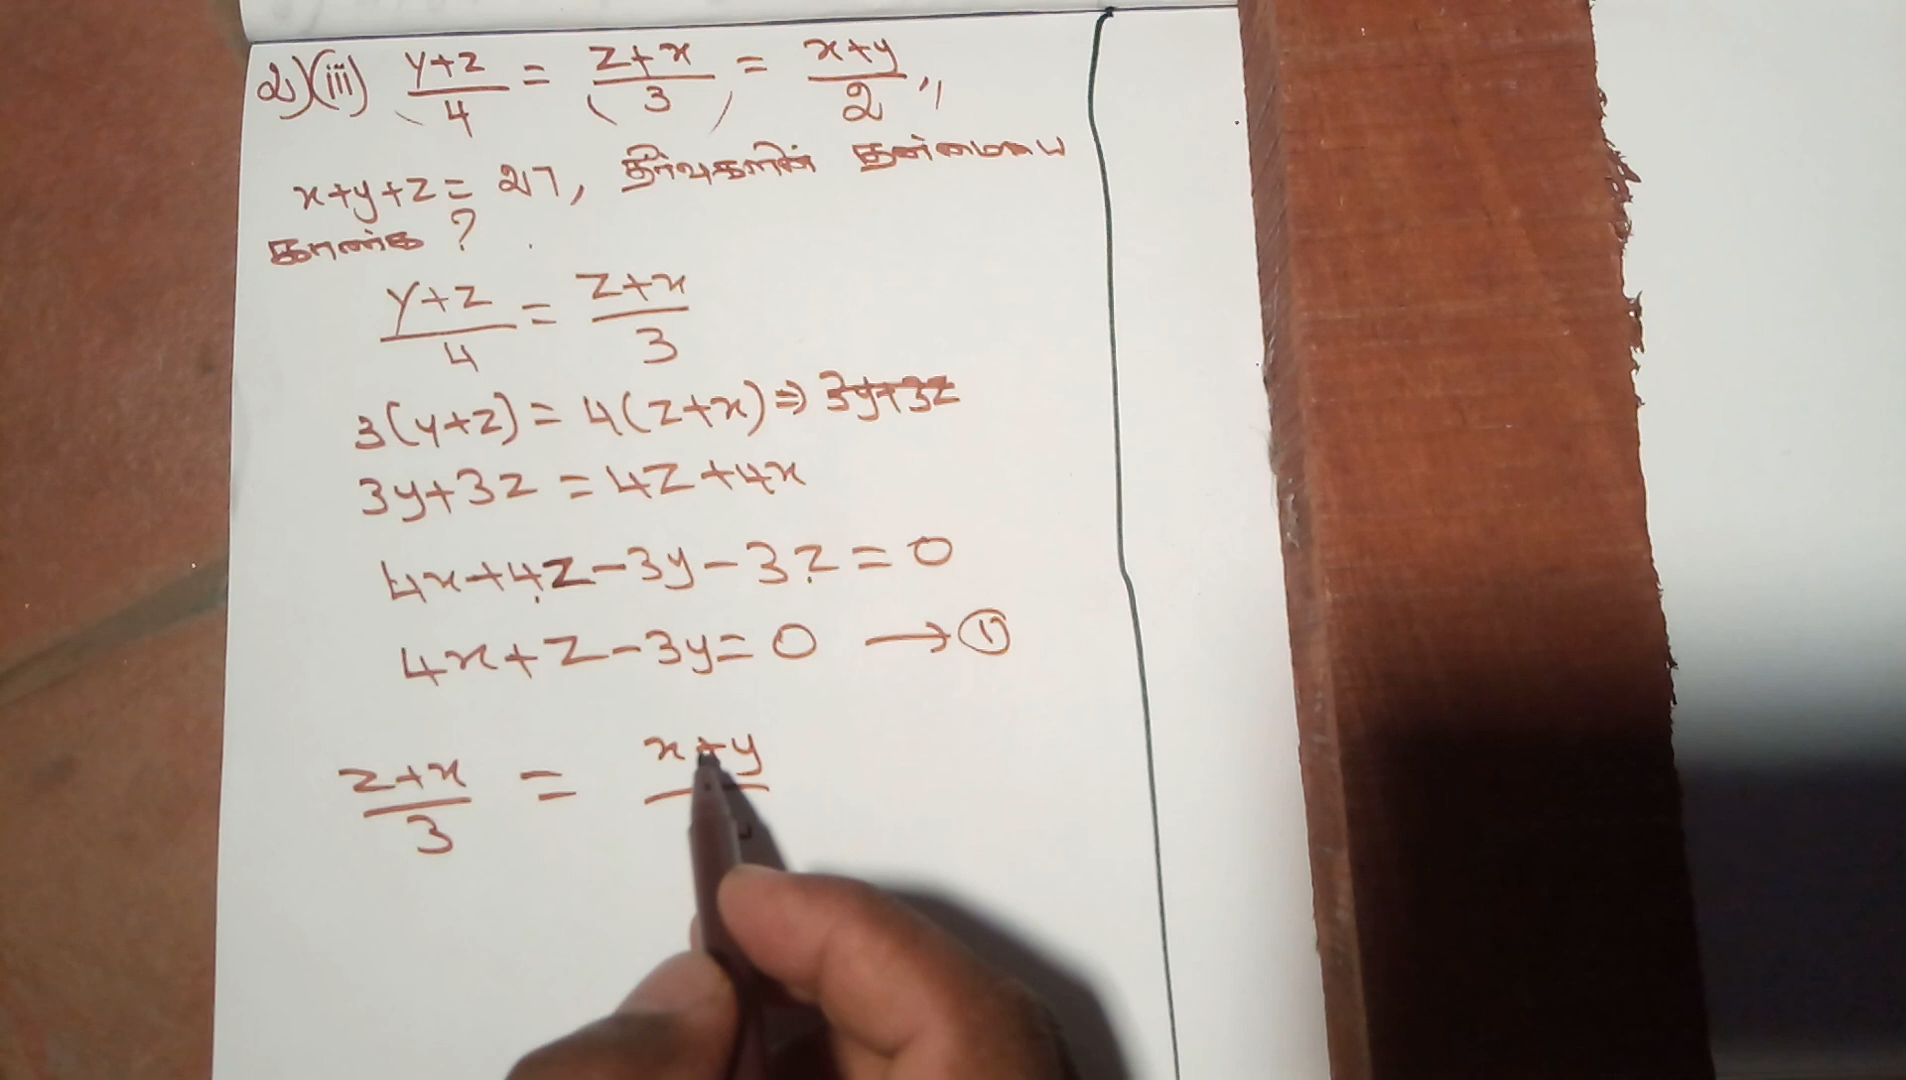 2)(iii) y+z/4 = z+x/3 = x+y/2 ,,
x+y+z = 27, தீர்வுகளின் தன்மையை
காண்க ?
y+z/4 = z+x/3
3(y+z) = 4(z+x) ⇒ 3y+3z
3y+3z = 4z+4x
4x+4z-3y-3z = 0
4x+z-3y = 0 → ①
z+x/3 = x+y